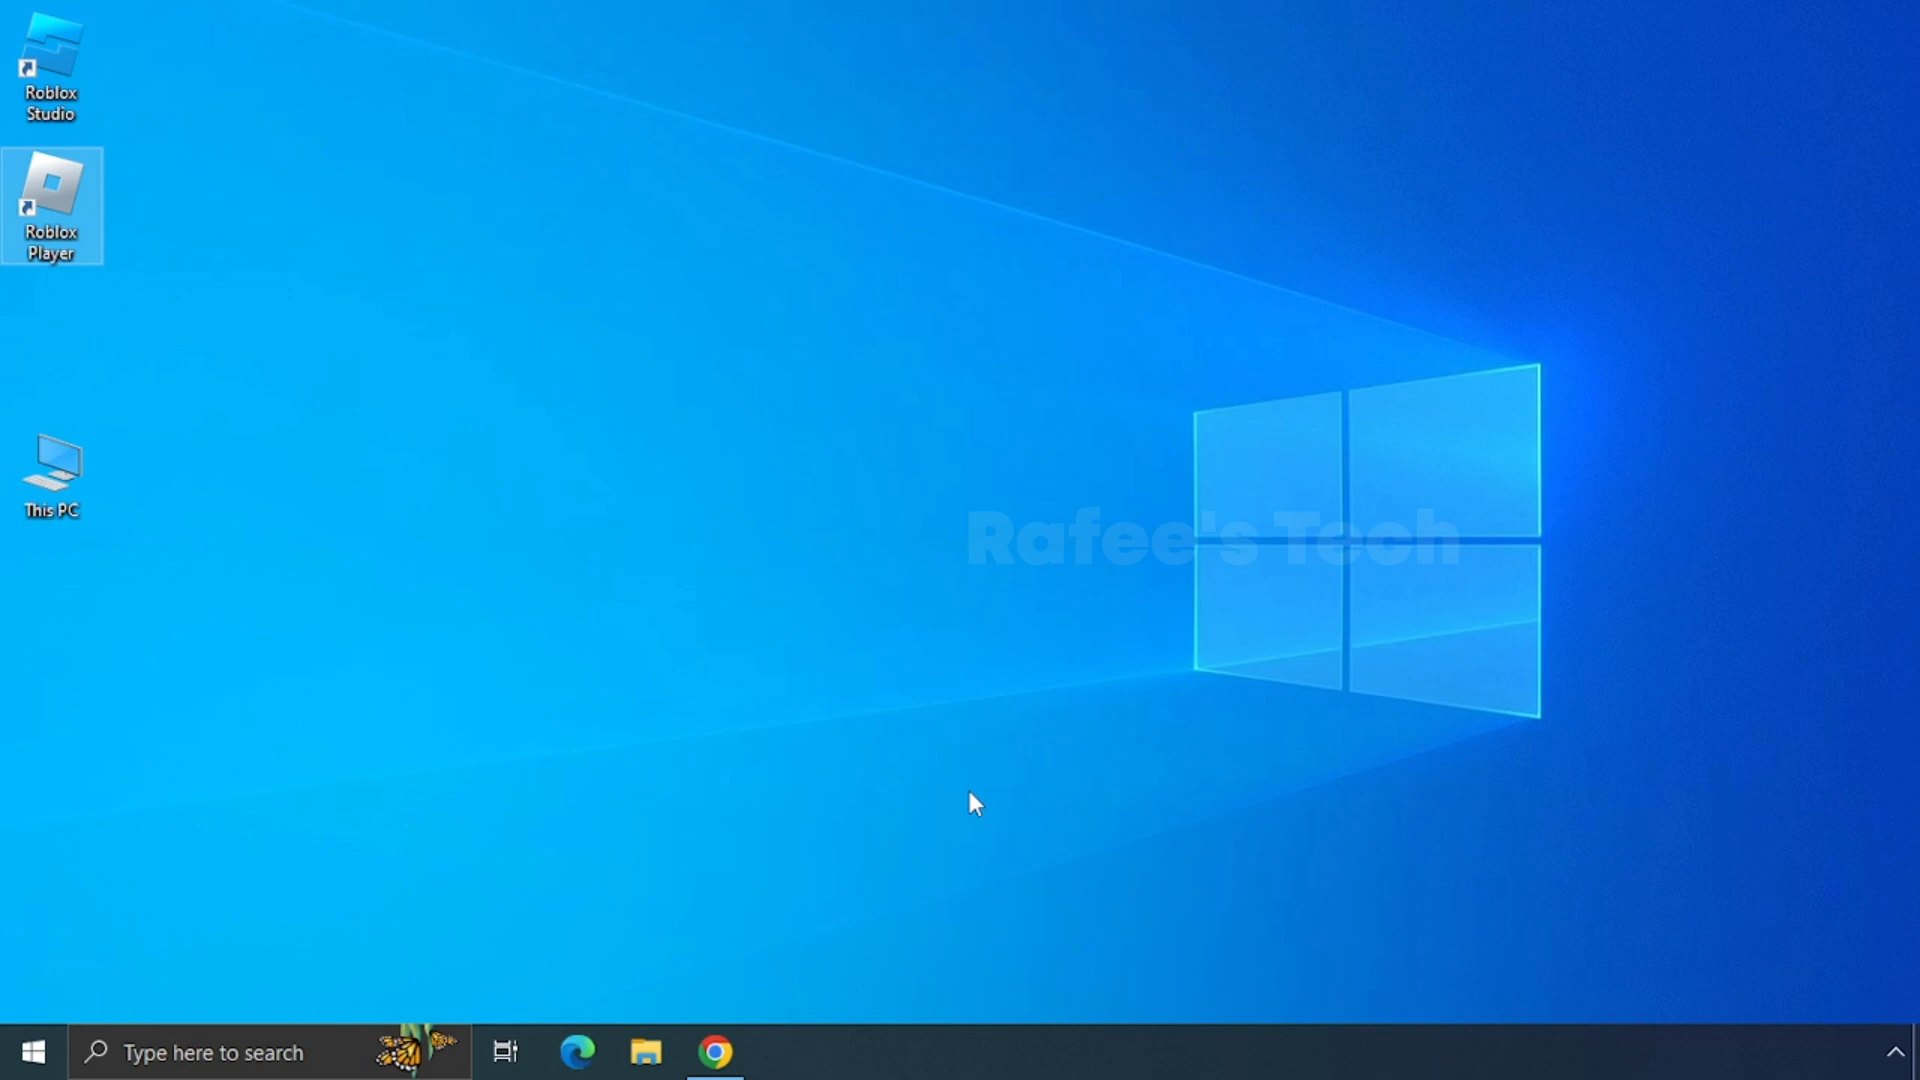 Roblox
Studio
Roblox
Player
This PC
Rafee's Tech
Type here to search